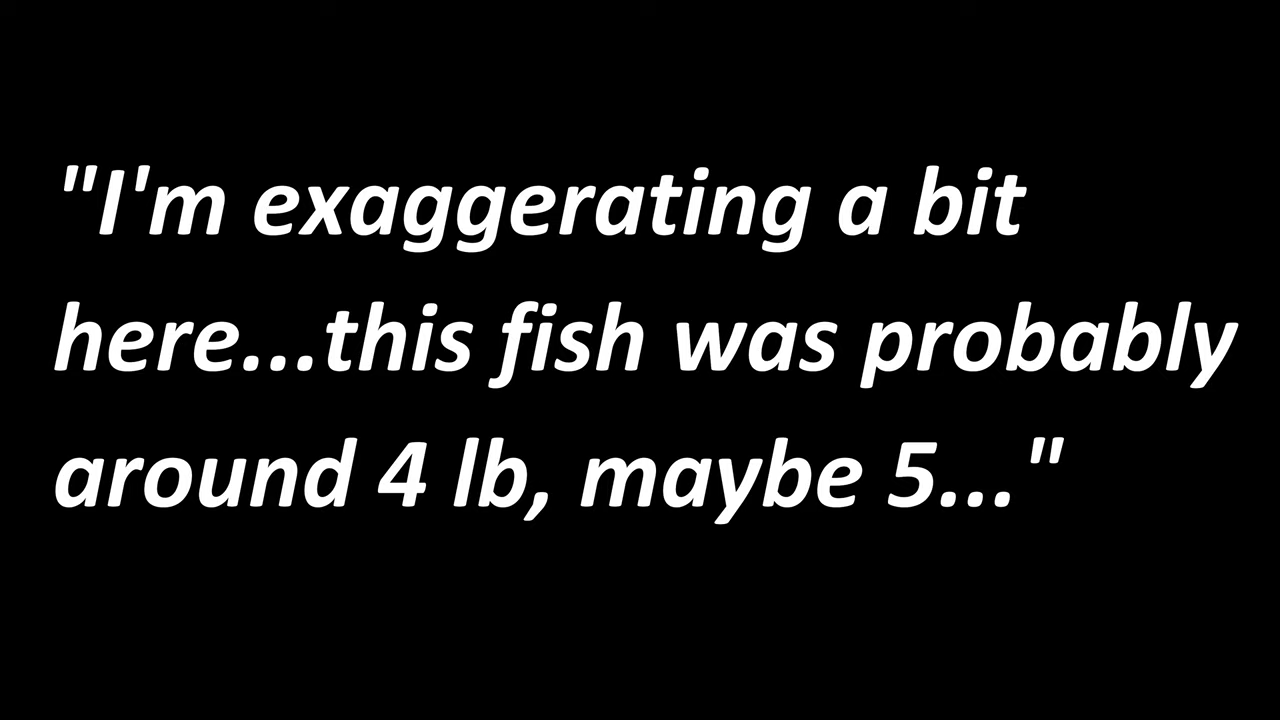 "I'm exaggerating a bit
here...this fish was probably
around 4 lb, maybe 5..."